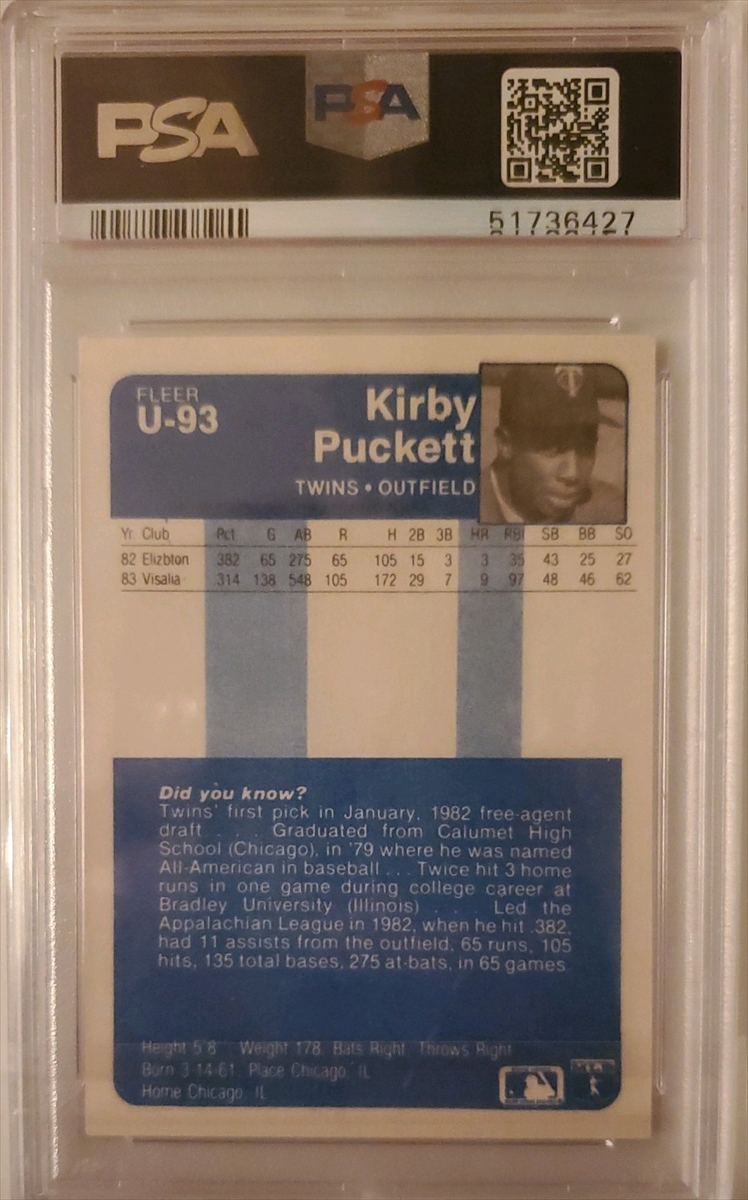 PSA
PSA
51736427
FLEER
U-93
Kirby
Puckett
TWINS • OUTFIELD
Yr. Club Pct G AB R H 2B 3B HR RBI SB BB SO
82 Elizbton 382 65 275 65 105 15 3 3 35 43 25 27
83 Visalia 314 138 548 105 172 29 7 9 97 48 46 62
Did you know?
Twins' first pick in January, 1982 free-agent
draft . . . Graduated from Calumet High
School (Chicago), in '79 where he was named
All-American in baseball . . . Twice hit 3 home
runs in one game during college career at
Bradley University (Illinois) . . . Led the
Appalachian League in 1982, when he hit .382,
had 11 assists from the outfield, 65 runs, 105
hits, 135 total bases, 275 at-bats, in 65 games
Height 5'8 Weight 178 Bats Right Throws Right
Born 3-14-61 Place Chicago, IL
Home Chicago, IL